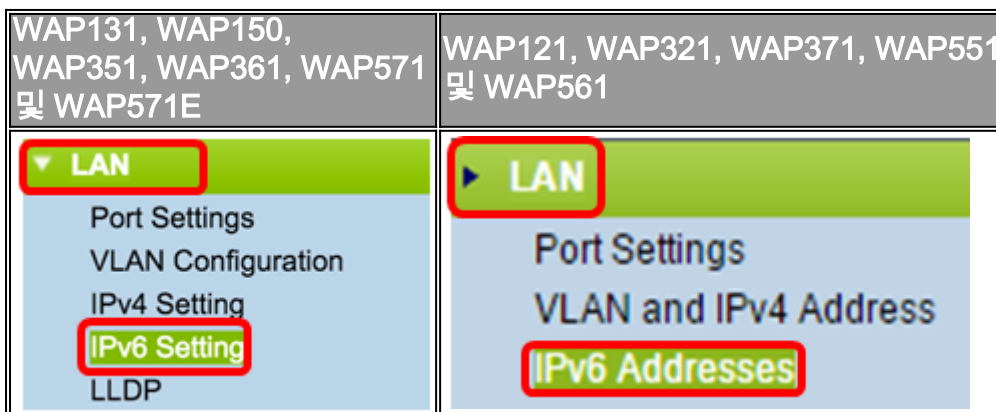 WAP131, WAP150,
WAP351, WAP361, WAP571
및 WAP571E
WAP121, WAP321, WAP371, WAP551
및 WAP561
LAN
Port Settings
VLAN Configuration
IPv4 Setting
IPv6 Setting
LLDP
LAN
Port Settings
VLAN and IPv4 Address
IPv6 Addresses